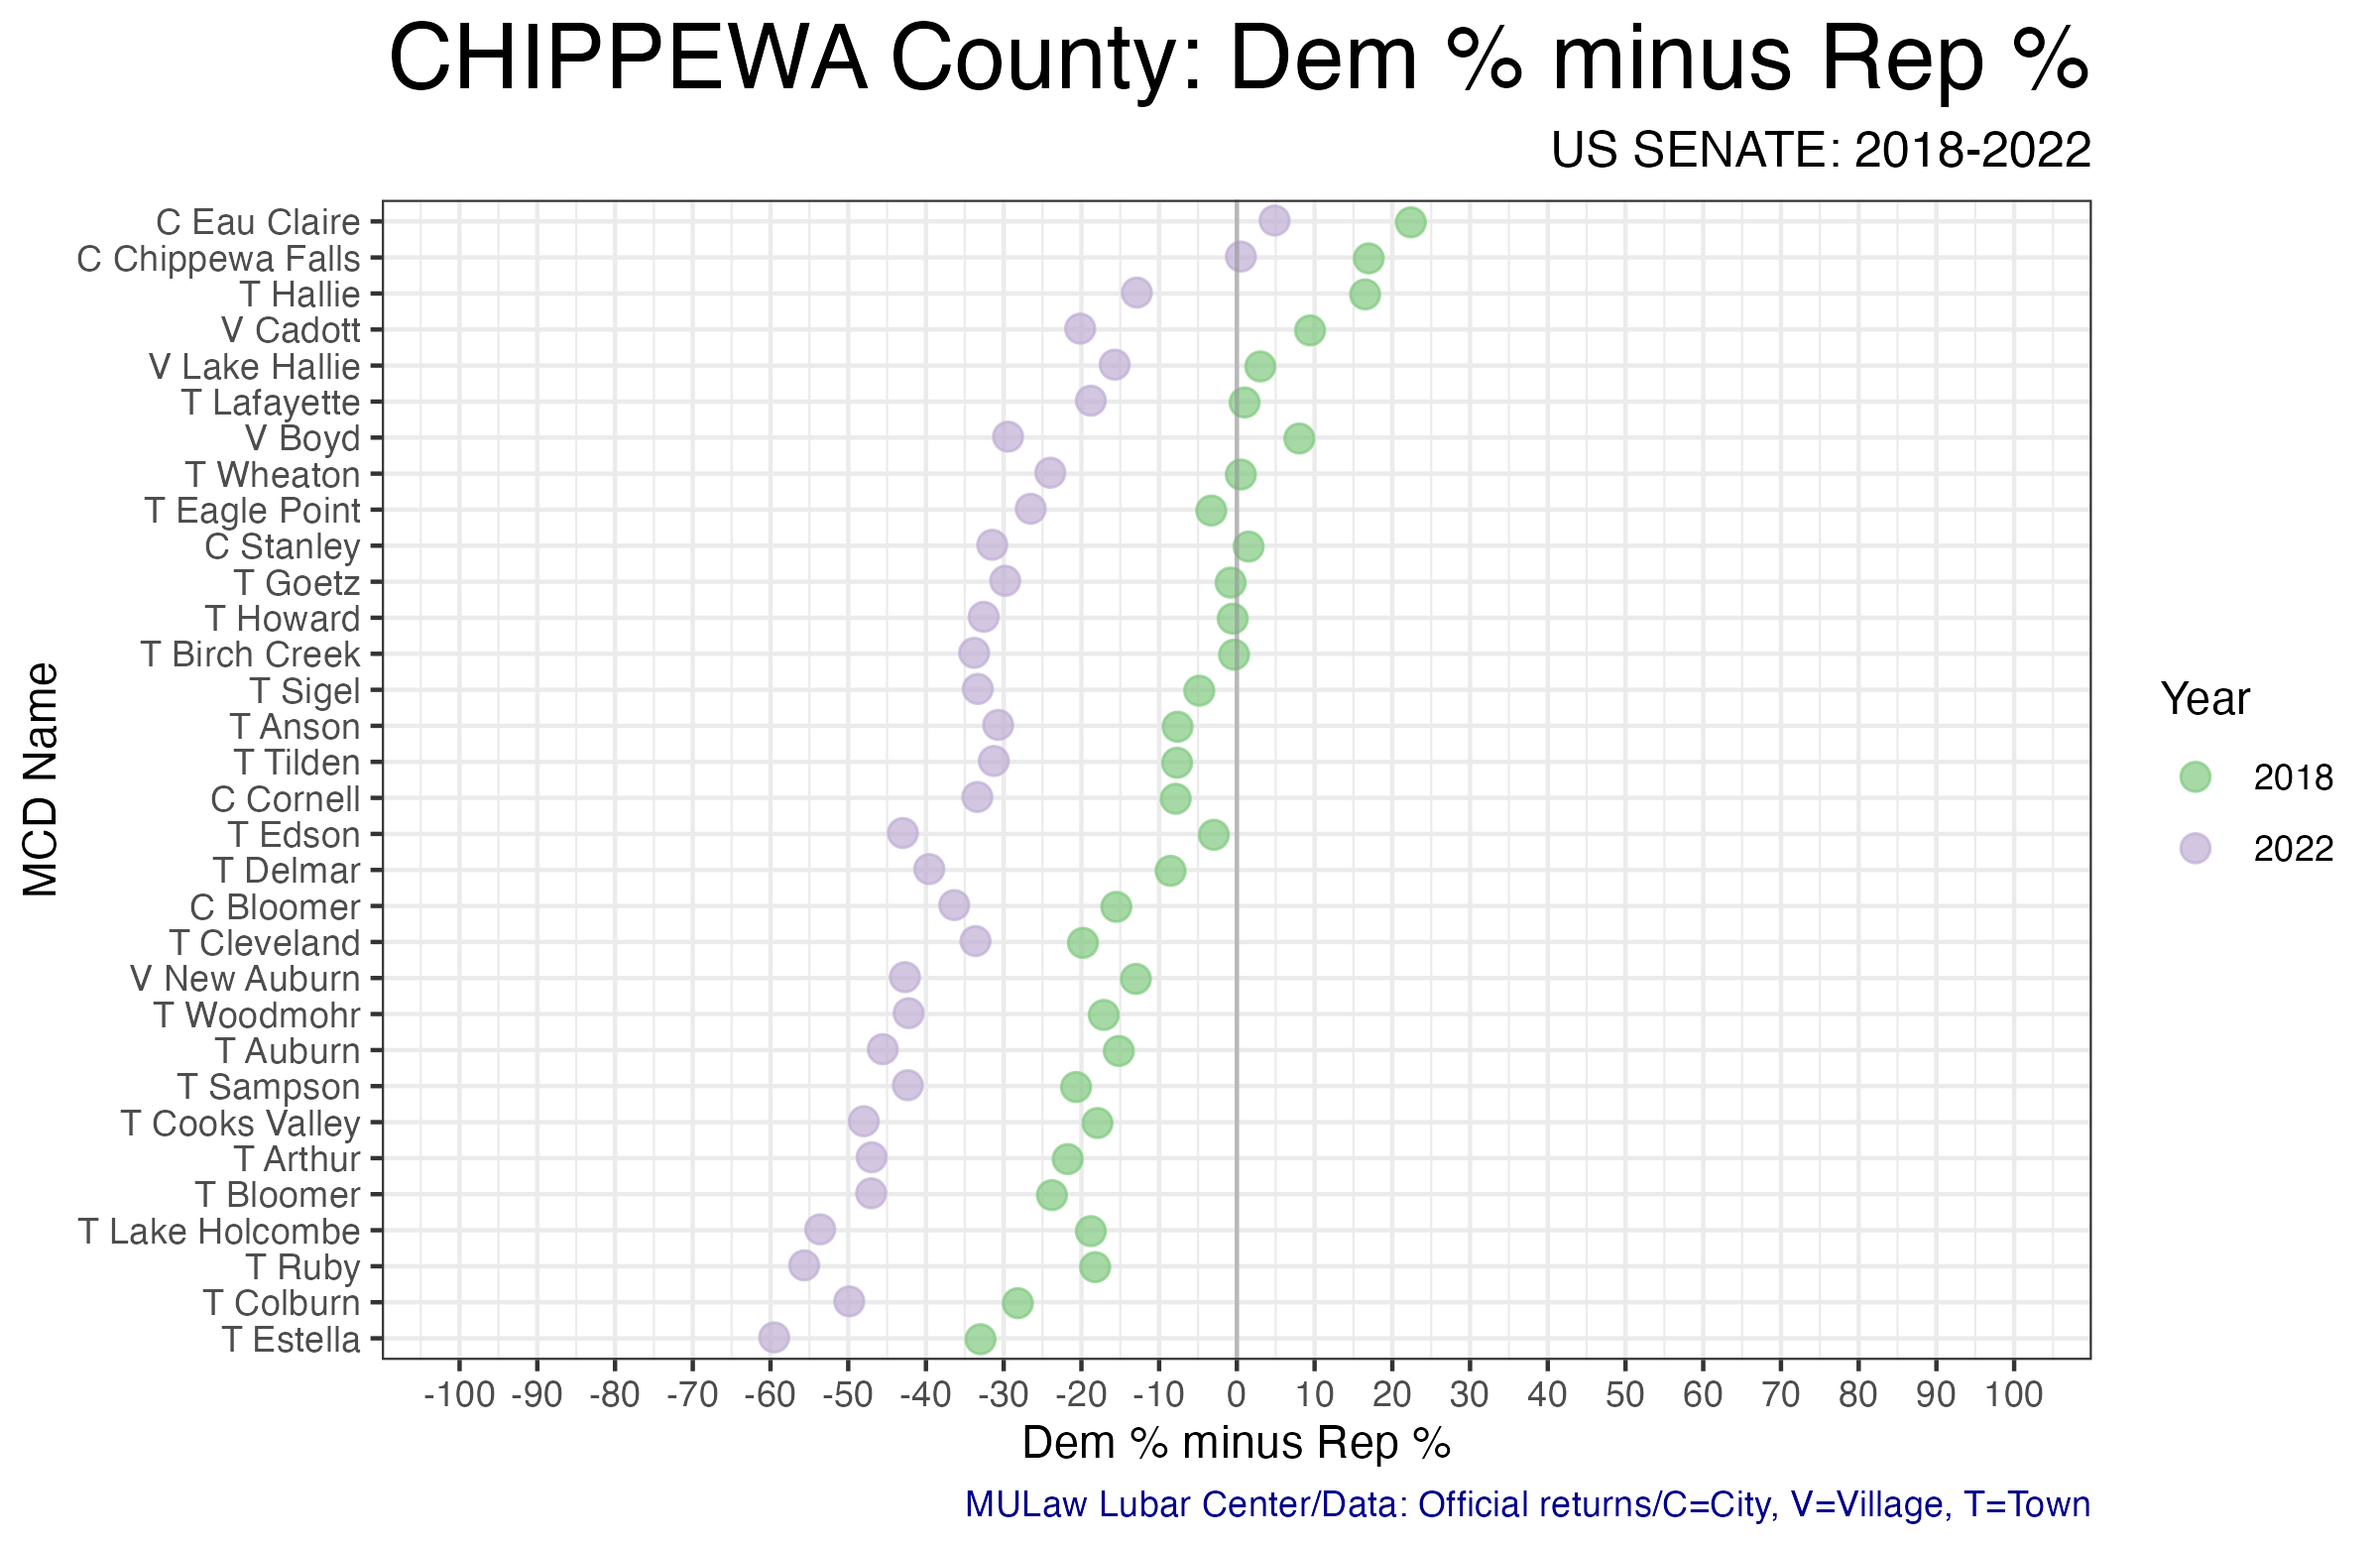 CHIPPEWA County: Dem % minus Rep %
US SENATE: 2018-2022
C Eau Claire
C Chippewa Falls
T Hallie
V Cadott
V Lake Hallie
T Lafayette
V Boyd
T Wheaton
T Eagle Point
C Stanley
T Goetz
T Howard
T Birch Creek
T Sigel
T Anson
T Tilden
C Cornell
T Edson
T Delmar
C Bloomer
T Cleveland
V New Auburn
T Woodmohr
T Auburn
T Sampson
T Cooks Valley
T Arthur
T Bloomer
T Lake Holcombe
T Ruby
T Colburn
T Estella
MCD Name
-100 -90 -80 -70 -60 -50 -40 -30 -20 -10 0 10 20 30 40 50 60 70 80 90 100
Dem % minus Rep %
Year
2018
2022
MULaw Lubar Center/Data: Official returns/C=City, V=Village, T=Town